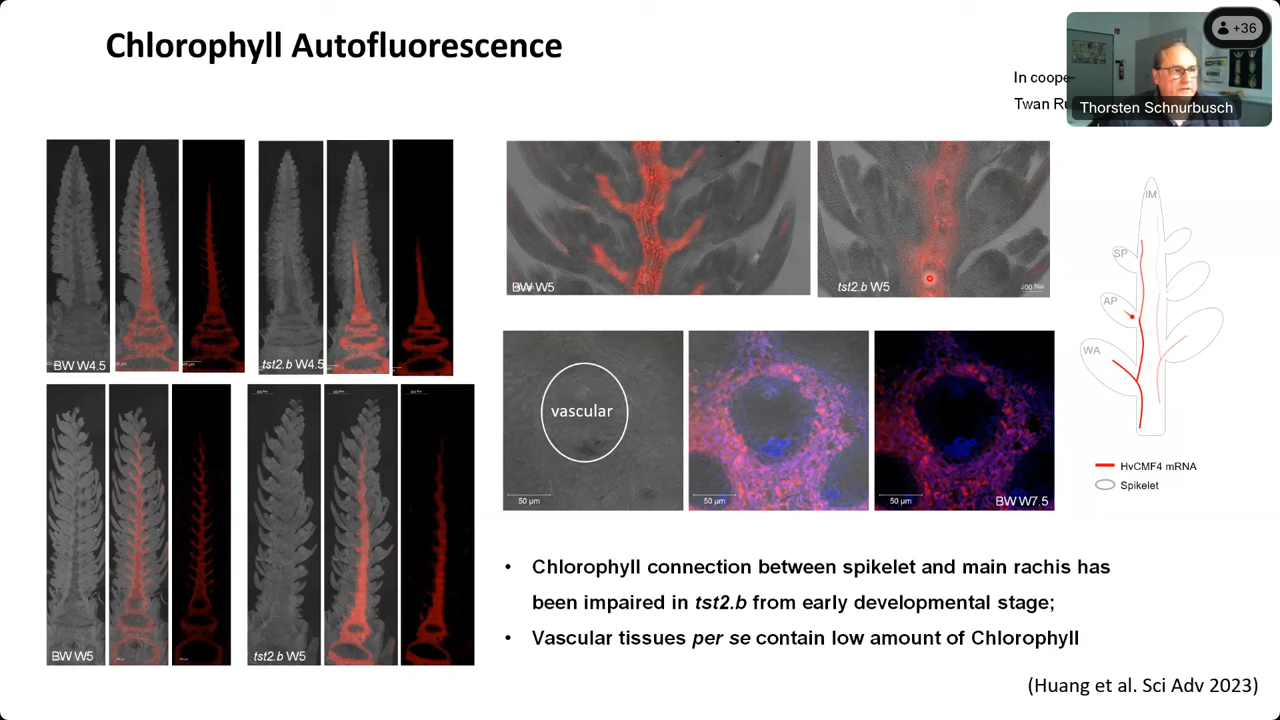 Chlorophyll Autofluorescence
+36
In coope
Twan Ru
Thorsten Schnurbusch
BW W4.5
tst2.b W4.5
BW W5
tst2.b W5
BW W5
tst2.b W5
100 µm
vascular
50 µm
50 µm
50 µm
BW W7.5
IM
SP
AP
WA
HvCMF4 mRNA
Spikelet
• Chlorophyll connection between spikelet and main rachis has
been impaired in tst2.b from early developmental stage;
• Vascular tissues per se contain low amount of Chlorophyll
(Huang et al. Sci Adv 2023)